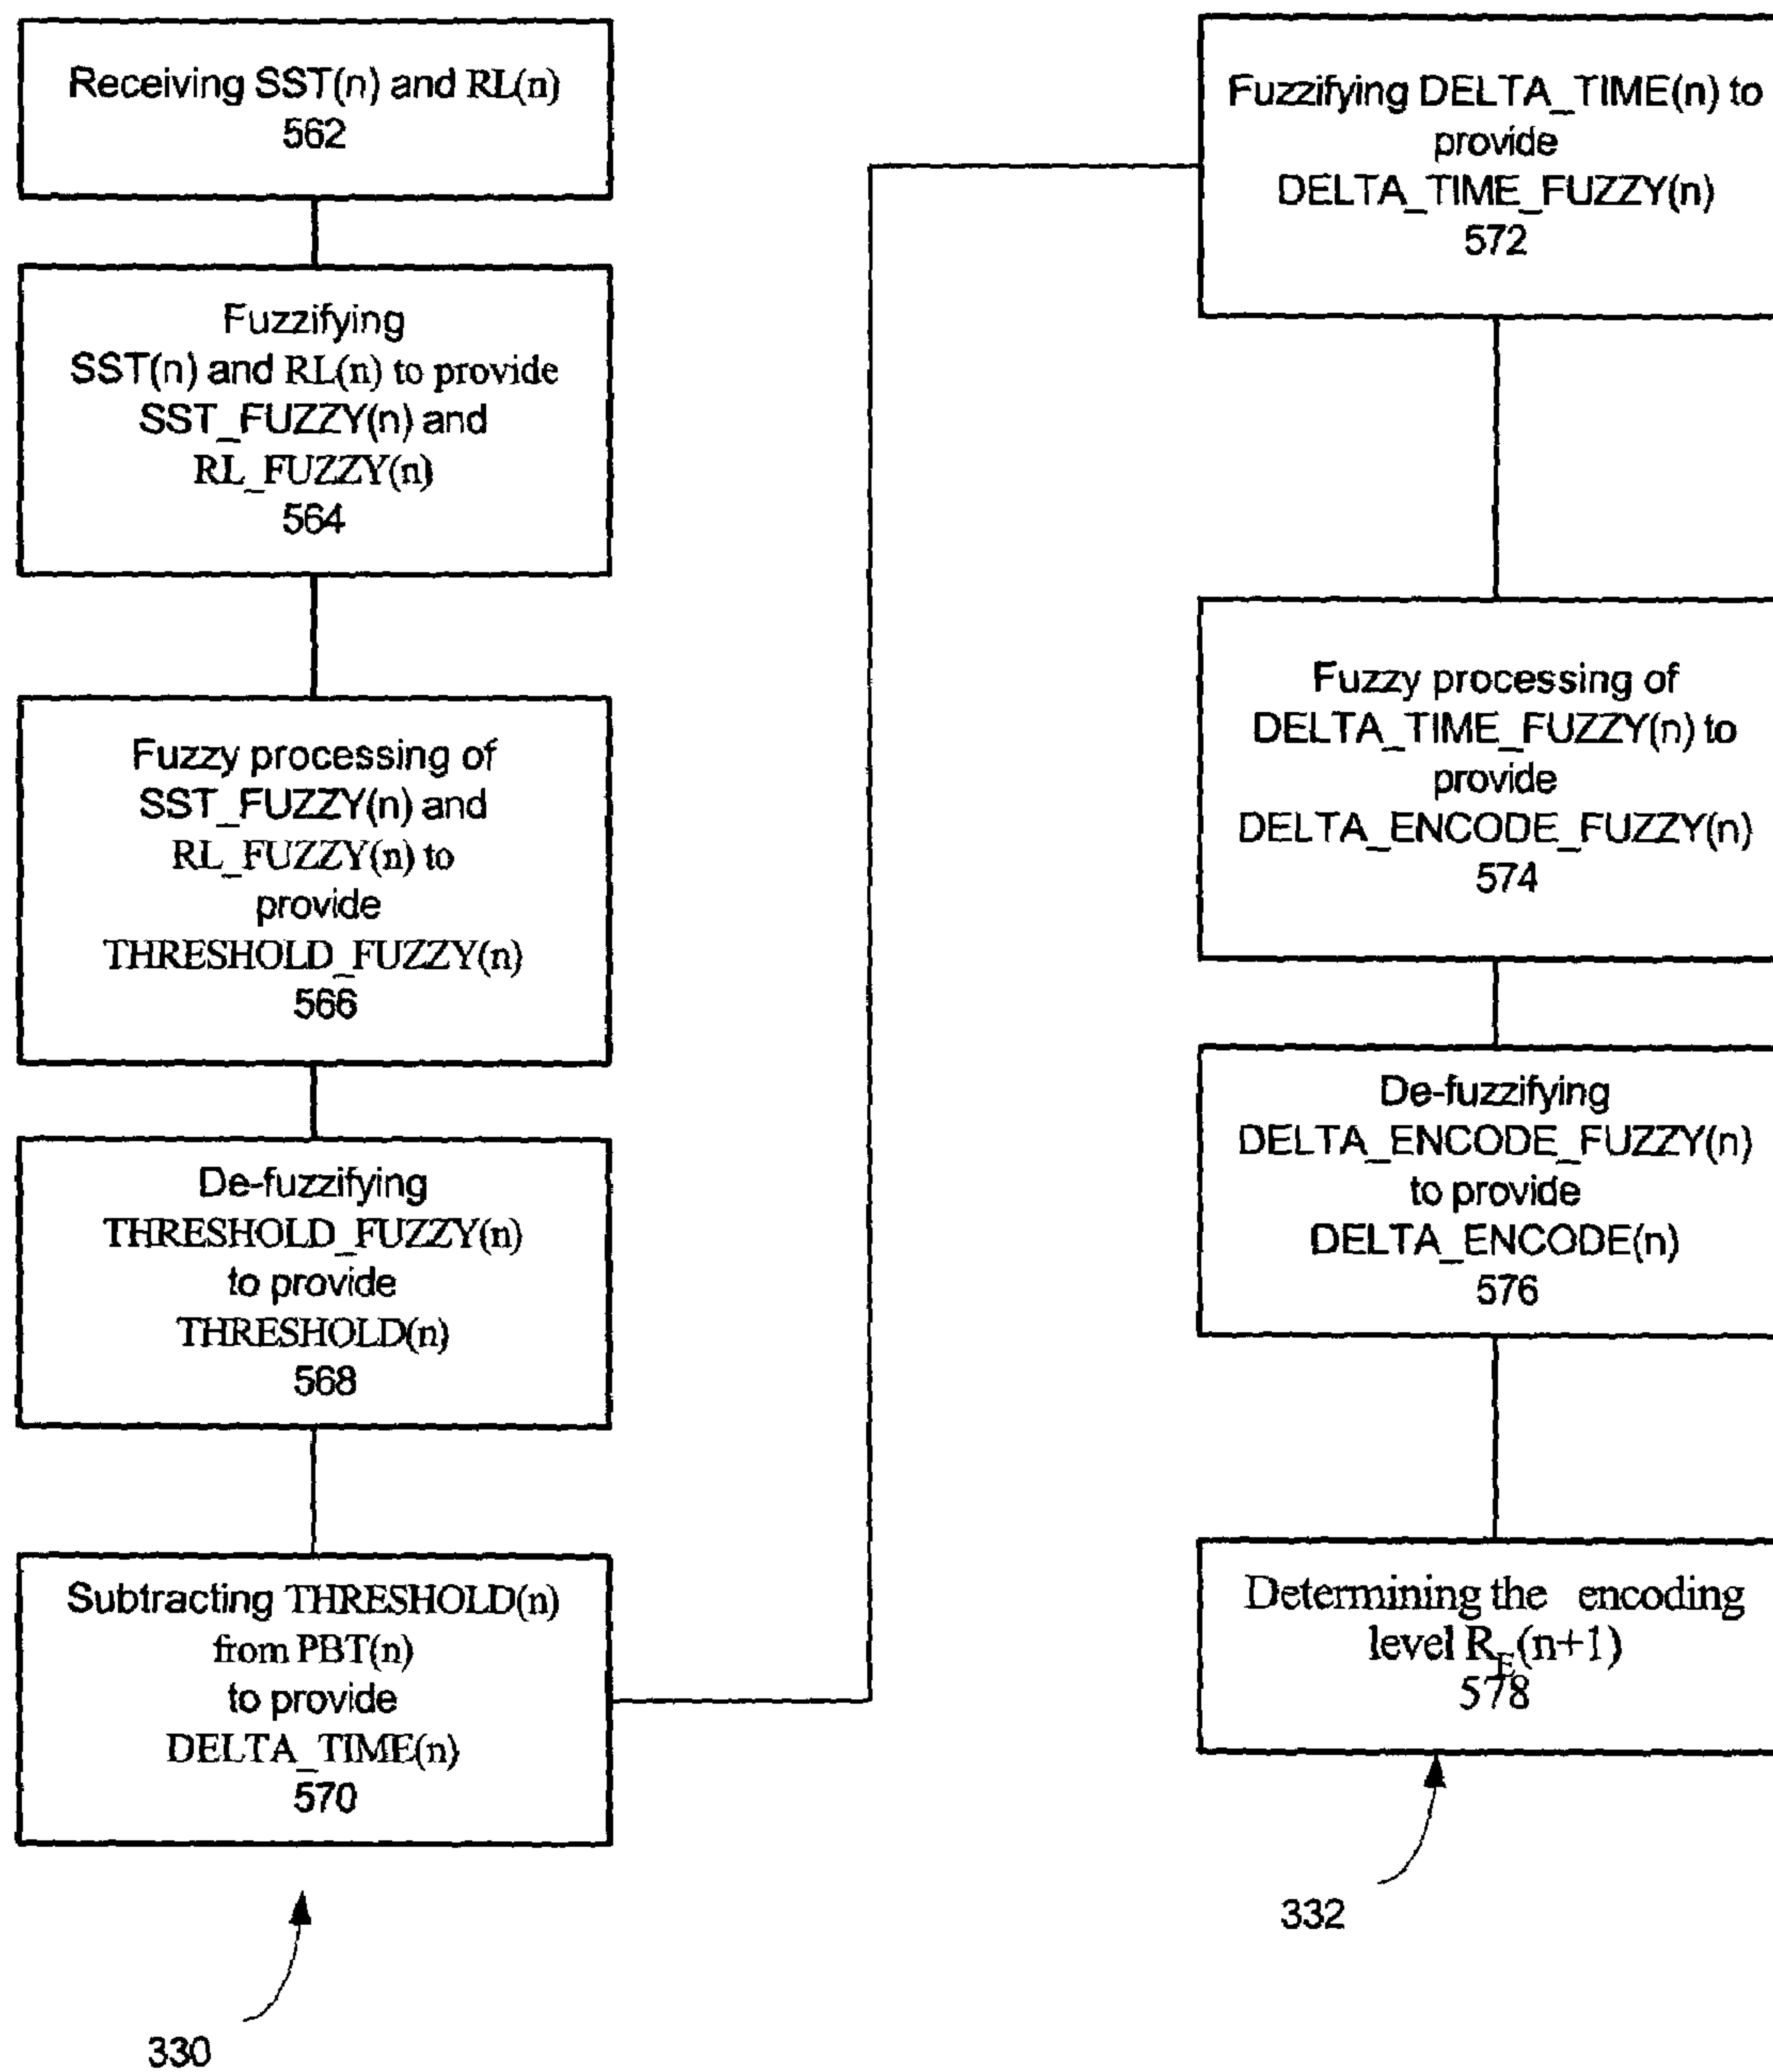 Receiving SST(n) and RL(n)
562
Fuzzifying
SST(n) and RL(n) to provide
SST_FUZZY(n) and
RL_FUZZY(n)
564
Fuzzy processing of
SST_FUZZY(n) and
RL_FUZZY(n) to
provide
THRESHOLD_FUZZY(n)
566
De-fuzzifying
THRESHOLD_FUZZY(n)
to provide
THRESHOLD(n)
568
Subtracting THRESHOLD(n)
from PBT(n)
to provide
DELTA_TIME(n)
570
330
Fuzzifying DELTA_TIME(n) to
provide
DELTA_TIME_FUZZY(n)
572
Fuzzy processing of
DELTA_TIME_FUZZY(n) to
provide
DELTA_ENCODE_FUZZY(n)
574
De-fuzzifying
DELTA_ENCODE_FUZZY(n)
to provide
DELTA_ENCODE(n)
576
Determining the encoding
level R_E(n+1)
578
332